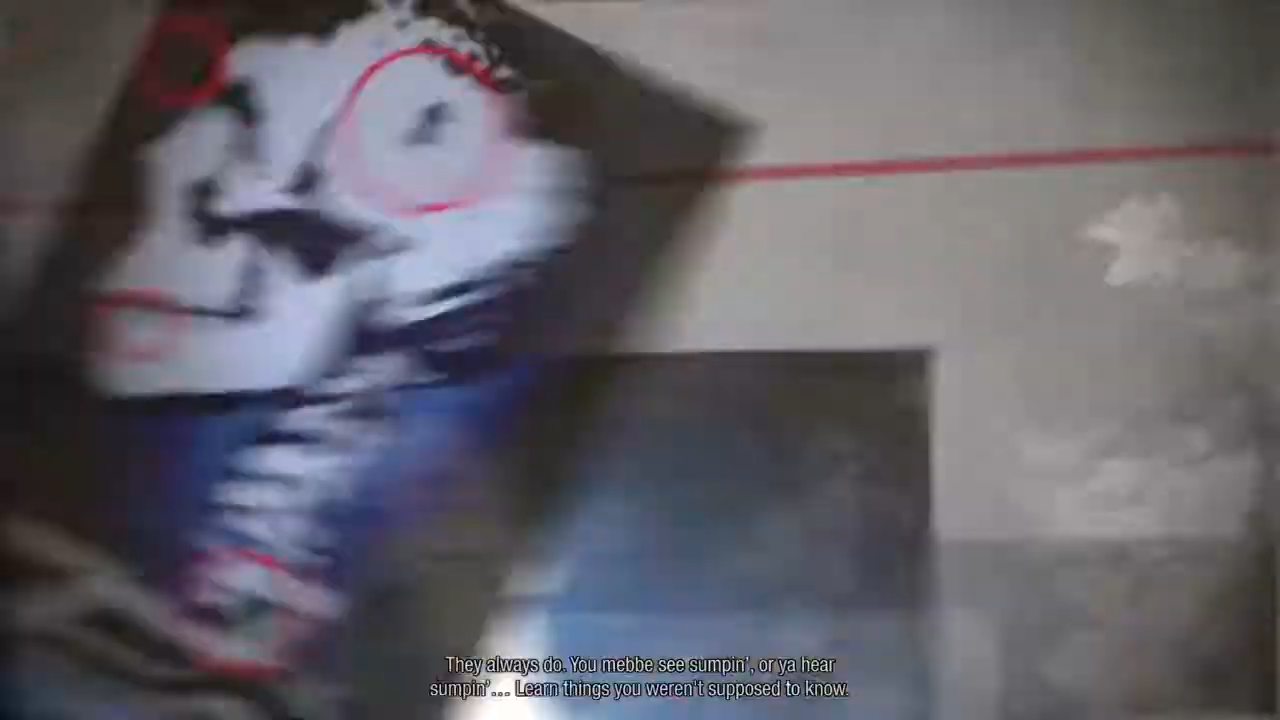 They always do. You mebbe see sumpin', or ya hear
sumpin'... Learn things you weren't supposed to know.